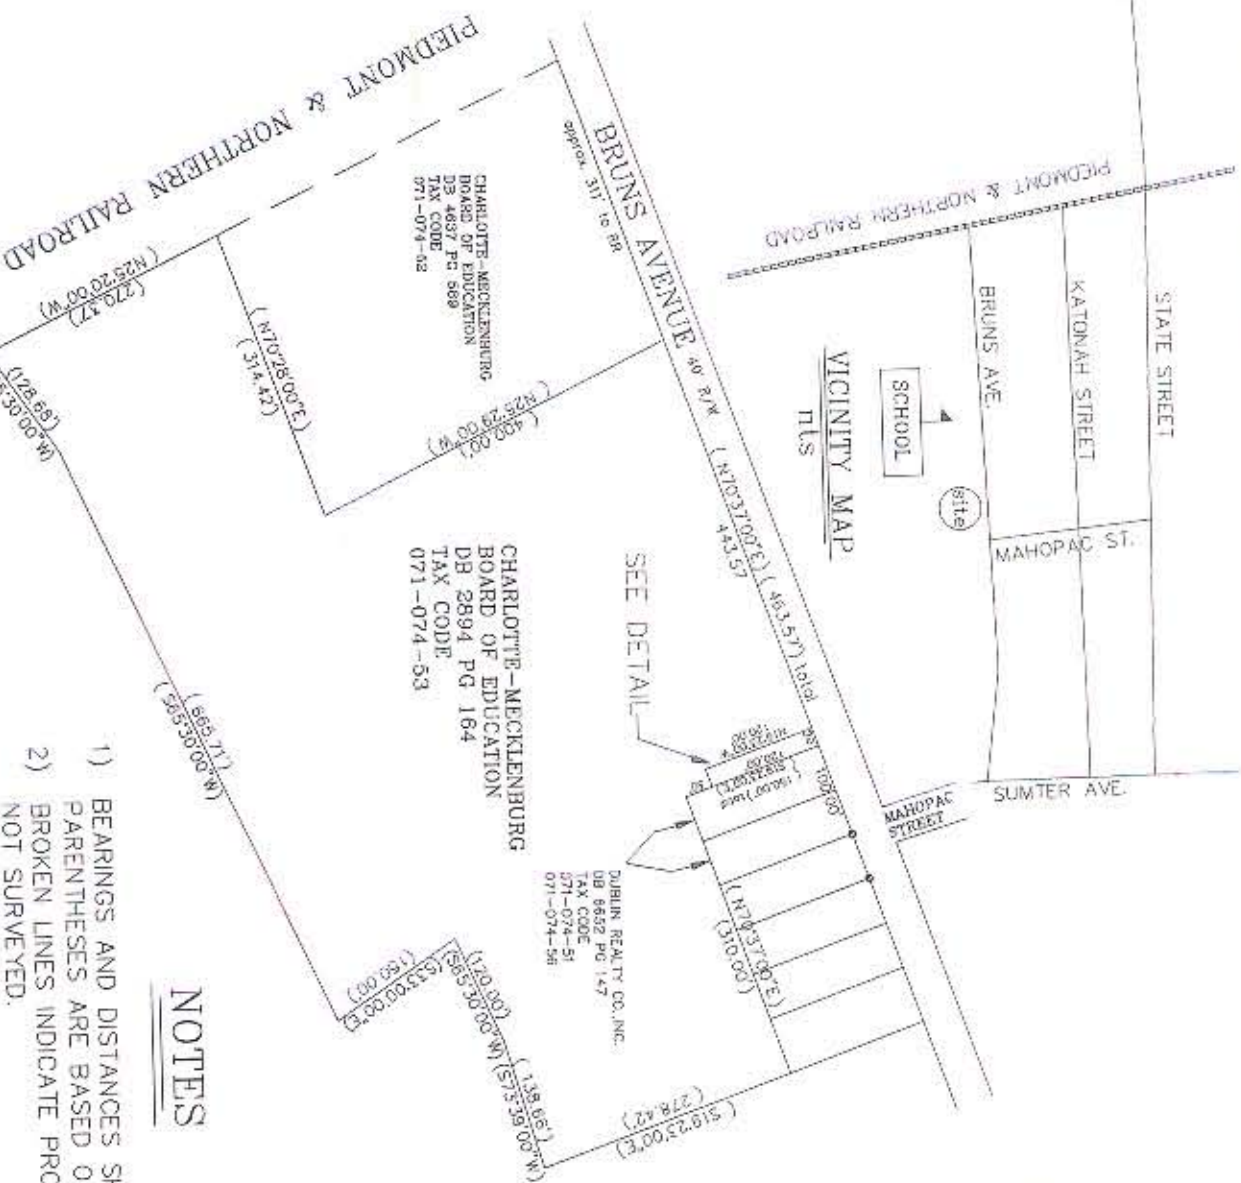 STATE STREET
KATONAH STREET
BRUNS AVE.
PIEDMONT & NORTHERN RAILROAD
MAHOPAC ST.
SUMTER AVE.
SCHOOL
site
VICINITY MAP
nts
PIEDMONT & NORTHERN RAILROAD
BRUNS AVENUE 40' R/W
approx. 311' to RR
(N70°37'00"E) (463.57') total
443.57
MAHOPAC
STREET
CHARLOTTE-MECKLENBURG
BOARD OF EDUCATION
DB 4637 PG 569
TAX CODE
071-074-52
(N25°20'00"W)
(270.37)
(N70°28'00"E)
(314.42)
(400.00')
(N25°29'00"W)
(128.68')
SEE DETAIL
CHARLOTTE-MECKLENBURG
BOARD OF EDUCATION
DB 2894 PG 164
TAX CODE
071-074-53
100.00
(150.00') total
DUBLIN REALTY CO.,INC.
DB 6652 PG 147
TAX CODE
071-074-51
071-074-56
(N70°37'00"E)
(310.00')
(278.42')
(S19°23'00"E)
(138.66')
(S73°39'00"W)
(120.00')
(S65°30'00"W)
(150.00')
(S33°00'00"E)
(665.71')
(S65°30'00"W)
NOTES
1) BEARINGS AND DISTANCES
PARENTHESES ARE BASED
2) BROKEN LINES INDICATE
NOT SURVEYED.